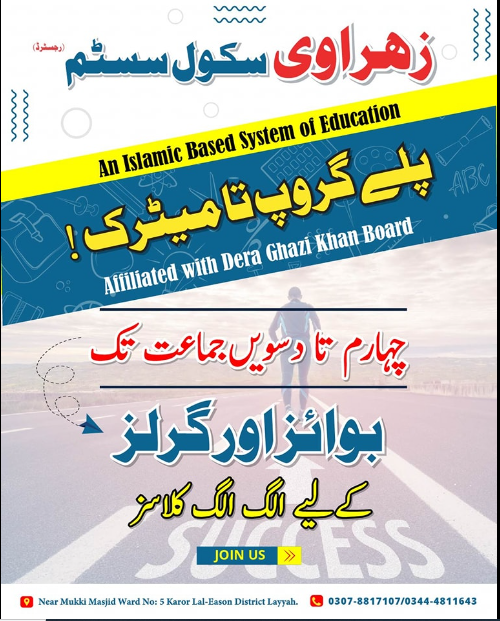 زھراوی سکول سسٹم (رجسٹرڈ)
An Islamic Based System of Education
پلے گروپ تا میٹرک!
Affiliated with Dera Ghazi Khan Board
چہارم تا دسویں جماعت تک
بوائز اور گرلز
کے لیے الگ الگ کلاسز
SUCCESS
JOIN US
Near Mukki Masjid Ward No: 5 Karor Lal-Eason District Layyah.
0307-8817107/0344-4811643
ABC